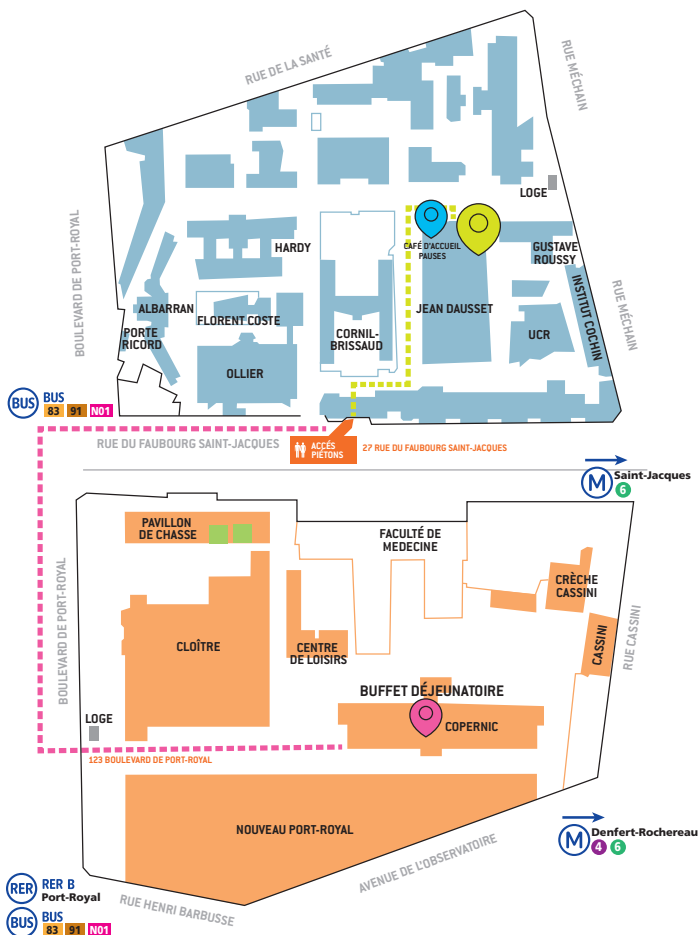 RUE DE LA SANTÉ
RUE MÉCHAIN
LOGE
BOULEVARD DE PORT-ROYAL
HARDY
CAFÉ D'ACCUEIL
PAUSES
GUSTAVE
ROUSSY
INSTITUT COCHIN
RUE MÉCHAIN
ALBARRAN
FLORENT COSTE
JEAN DAUSSET
PORTE
RICORD
CORNIL-
BRISSAUD
UCR
OLLIER
BUS
BUS
83 91 N01
RUE DU FAUBOURG SAINT-JACQUES
ACCÉS
PIÉTONS
27 RUE DU FAUBOURG SAINT-JACQUES
M
Saint-Jacques
6
PAVILLON
DE CHASSE
FACULTÉ DE
MEDECINE
CRÈCHE
CASSINI
BOULEVARD DE PORT-ROYAL
CLOÎTRE
CENTRE
DE LOISIRS
CASSINI
RUE CASSINI
BUFFET DÉJEUNATOIRE
LOGE
COPERNIC
123 BOULEVARD DE PORT-ROYAL
NOUVEAU PORT-ROYAL
M
Denfert-Rochereau
4 6
AVENUE DE L'OBSERVATOIRE
RER
RER B
Port-Royal
RUE HENRI BARBUSSE
BUS
BUS
83 91 N01